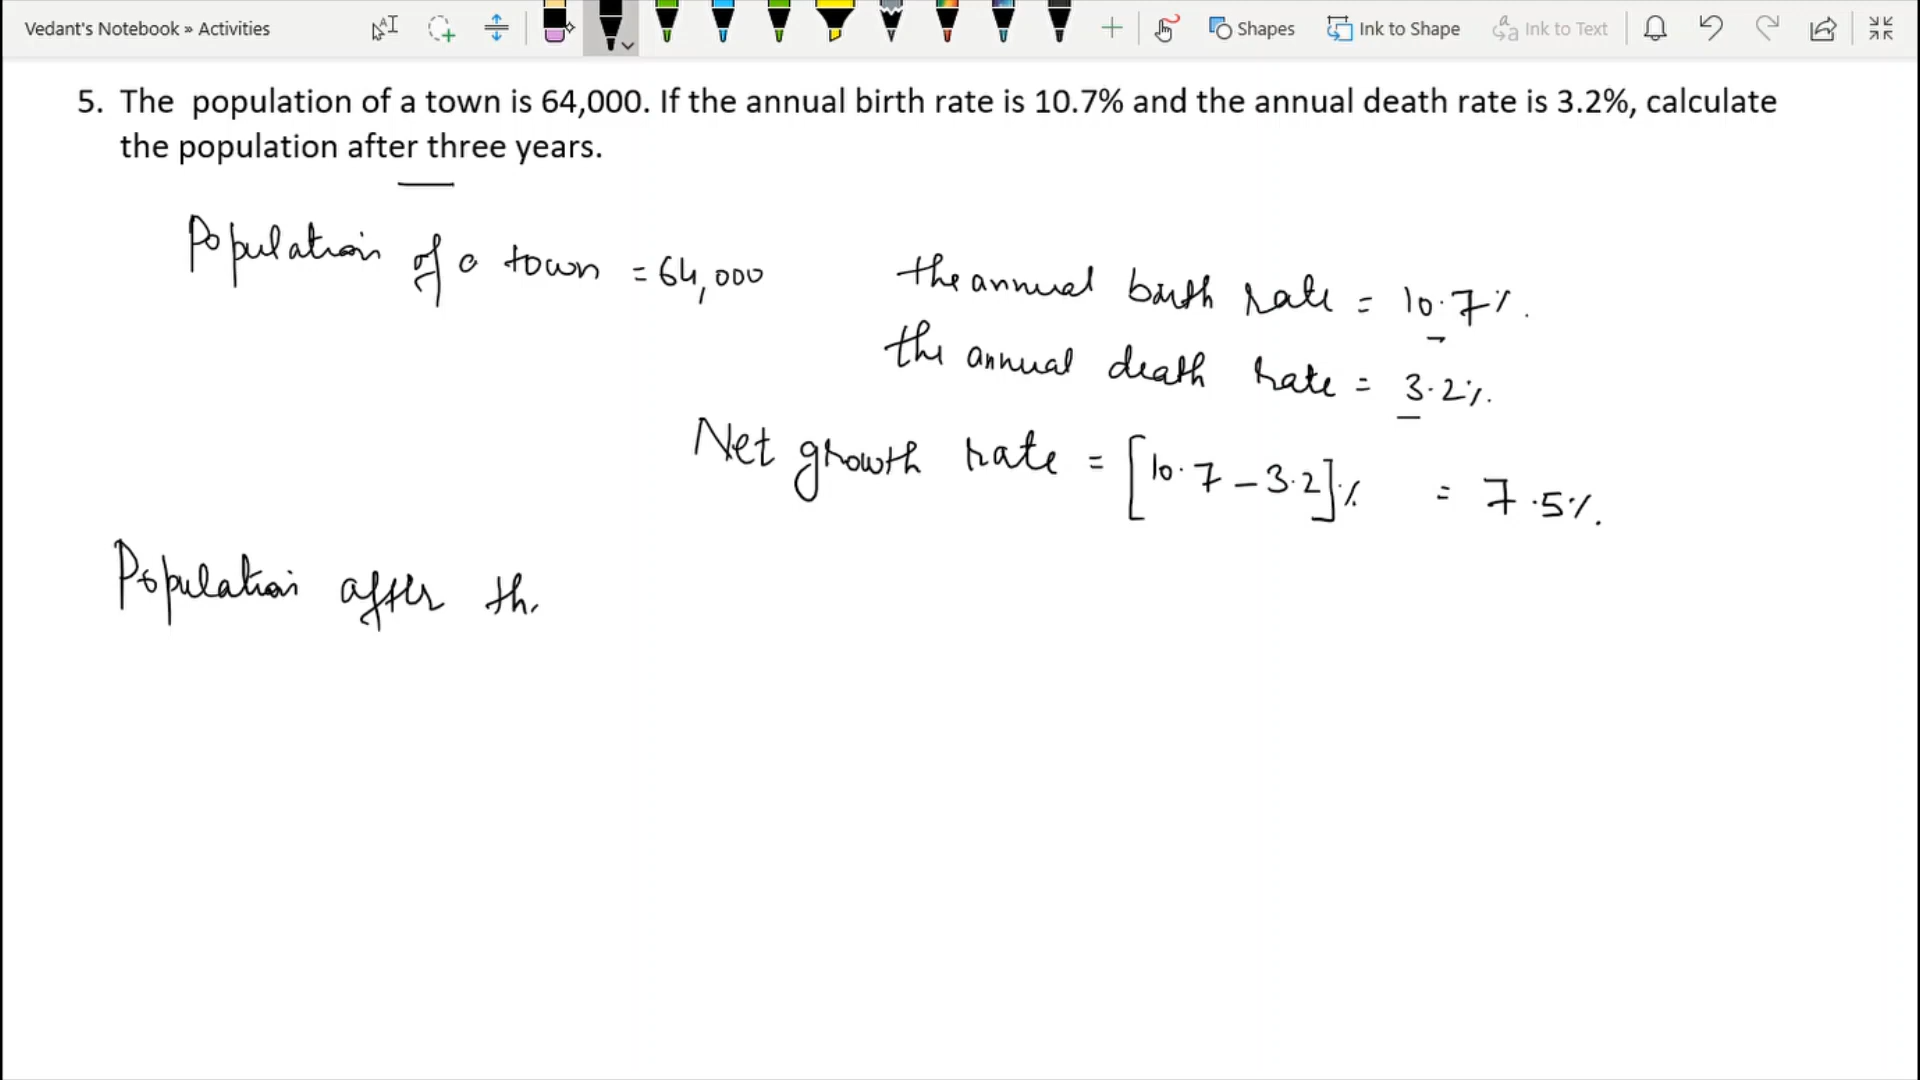 Vedant's Notebook » Activities
Shapes
Ink to Shape
Ink to Text
5. The population of a town is 64,000. If the annual birth rate is 10.7% and the annual death rate is 3.2%, calculate
the population after three years.
Population of a town = 64,000
the annual birth rate = 10.7%.
the annual death rate = 3.2%.
Net growth rate = [10.7 - 3.2]% = 7.5%.
Population after th